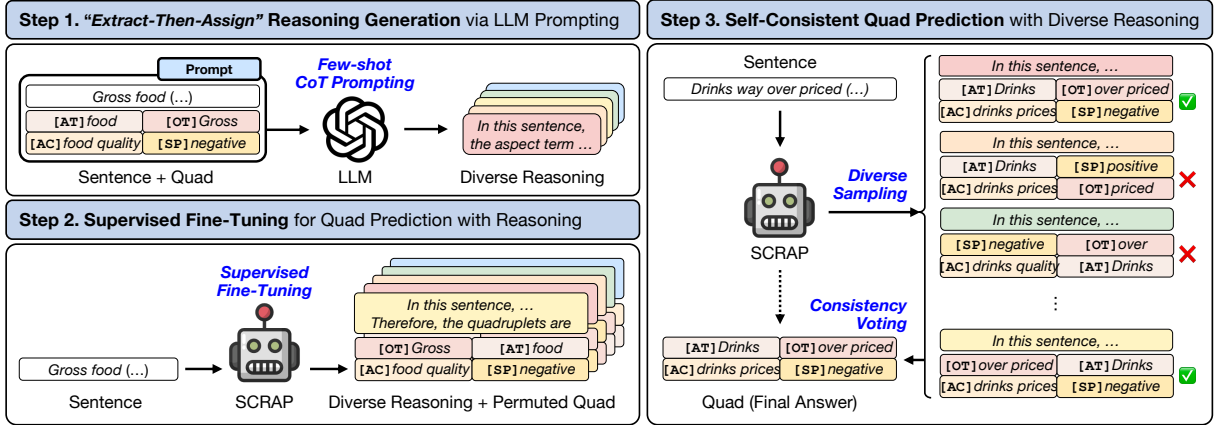 Step 1. “Extract-Then-Assign” Reasoning Generation via LLM Prompting
Prompt
Gross food (...)
[AT] food [OT] Gross
[AC] food quality [SP] negative
Sentence + Quad
Few-shot
CoT Prompting
LLM
In this sentence,
the aspect term ...
Diverse Reasoning
Step 2. Supervised Fine-Tuning for Quad Prediction with Reasoning
Gross food (...)
Sentence
Supervised
Fine-Tuning
SCRAP
In this sentence, ...
Therefore, the quadruplets are
[OT] Gross [AT] food
[AC] food quality [SP] negative
Diverse Reasoning + Permuted Quad
Step 3. Self-Consistent Quad Prediction with Diverse Reasoning
Sentence
Drinks way over priced (...)
SCRAP
Diverse
Sampling
Consistency
Voting
[AT] Drinks [OT] over priced
[AC] drinks prices [SP] negative
Quad (Final Answer)
In this sentence, ...
[AT] Drinks [OT] over priced
[AC] drinks prices [SP] negative
In this sentence, ...
[AT] Drinks [SP] positive
[AC] drinks prices [OT] priced
In this sentence, ...
[SP] negative [OT] over
[AC] drinks quality [AT] Drinks
⋮
In this sentence, ...
[OT] over priced [AT] Drinks
[AC] drinks prices [SP] negative